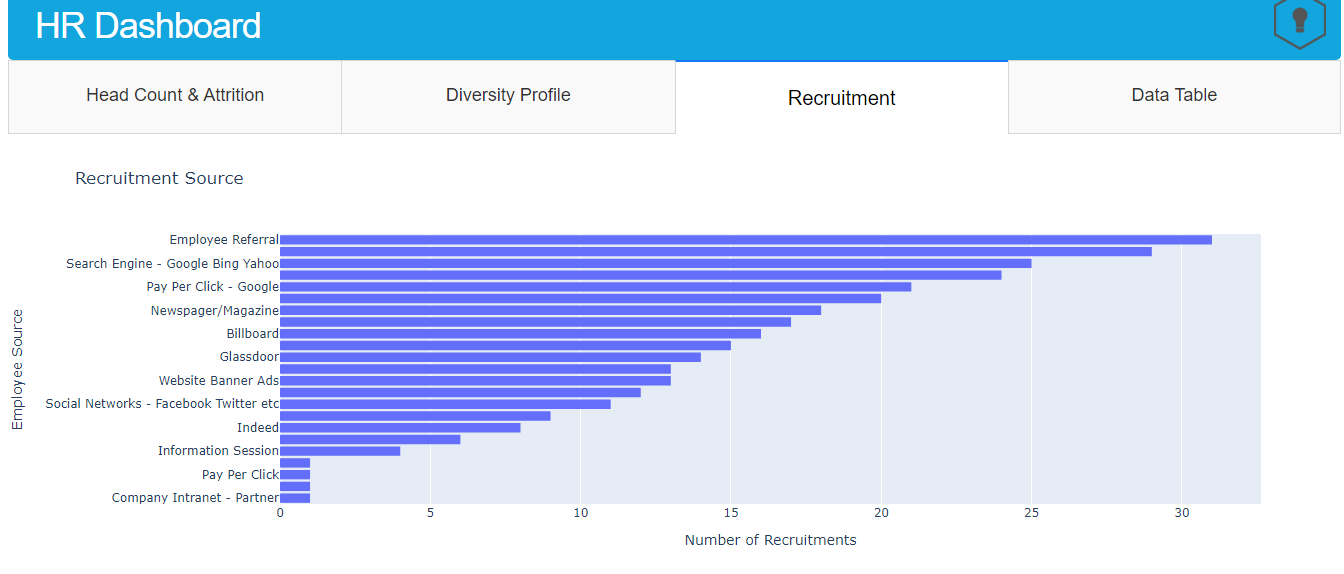 HR Dashboard
Head Count & Attrition
Diversity Profile
Recruitment
Data Table
Recruitment Source
Employee Source
Employee Referral
Search Engine - Google Bing Yahoo
Pay Per Click - Google
Newspager/Magazine
Billboard
Glassdoor
Website Banner Ads
Social Networks - Facebook Twitter etc
Indeed
Information Session
Pay Per Click
Company Intranet - Partner
0 5 10 15 20 25 30
Number of Recruitments